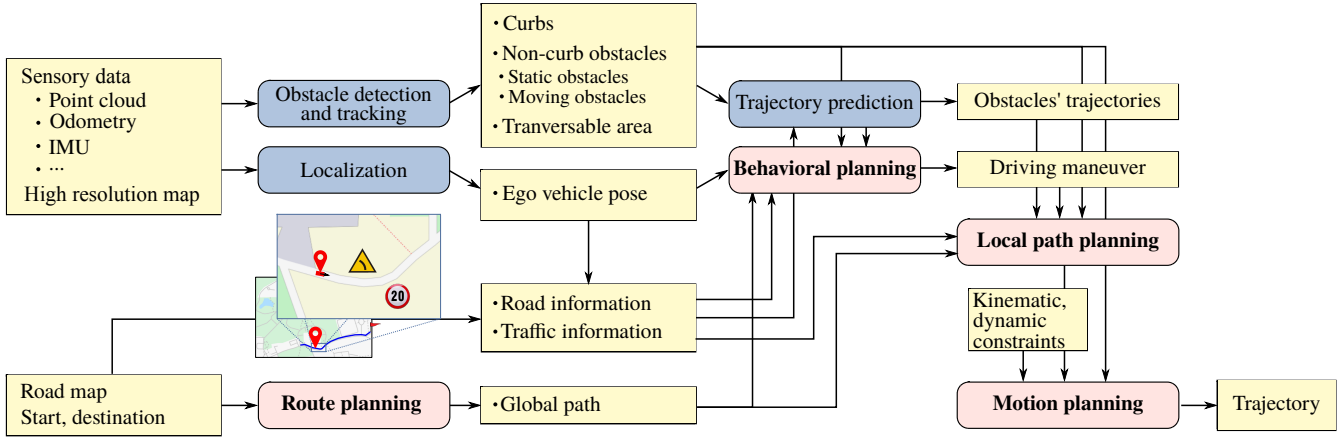 Sensory data
· Point cloud
· Odometry
· IMU
· ...
High resolution map
Obstacle detection
and tracking
Localization
· Curbs
· Non-curb obstacles
· Static obstacles
· Moving obstacles
· Tranversable area
· Ego vehicle pose
Trajectory prediction
Behavioral planning
Obstacles' trajectories
Driving maneuver
Local path planning
20
· Road information
· Traffic information
Kinematic,
dynamic
constraints
Road map
Start, destination
Route planning
· Global path
Motion planning
Trajectory